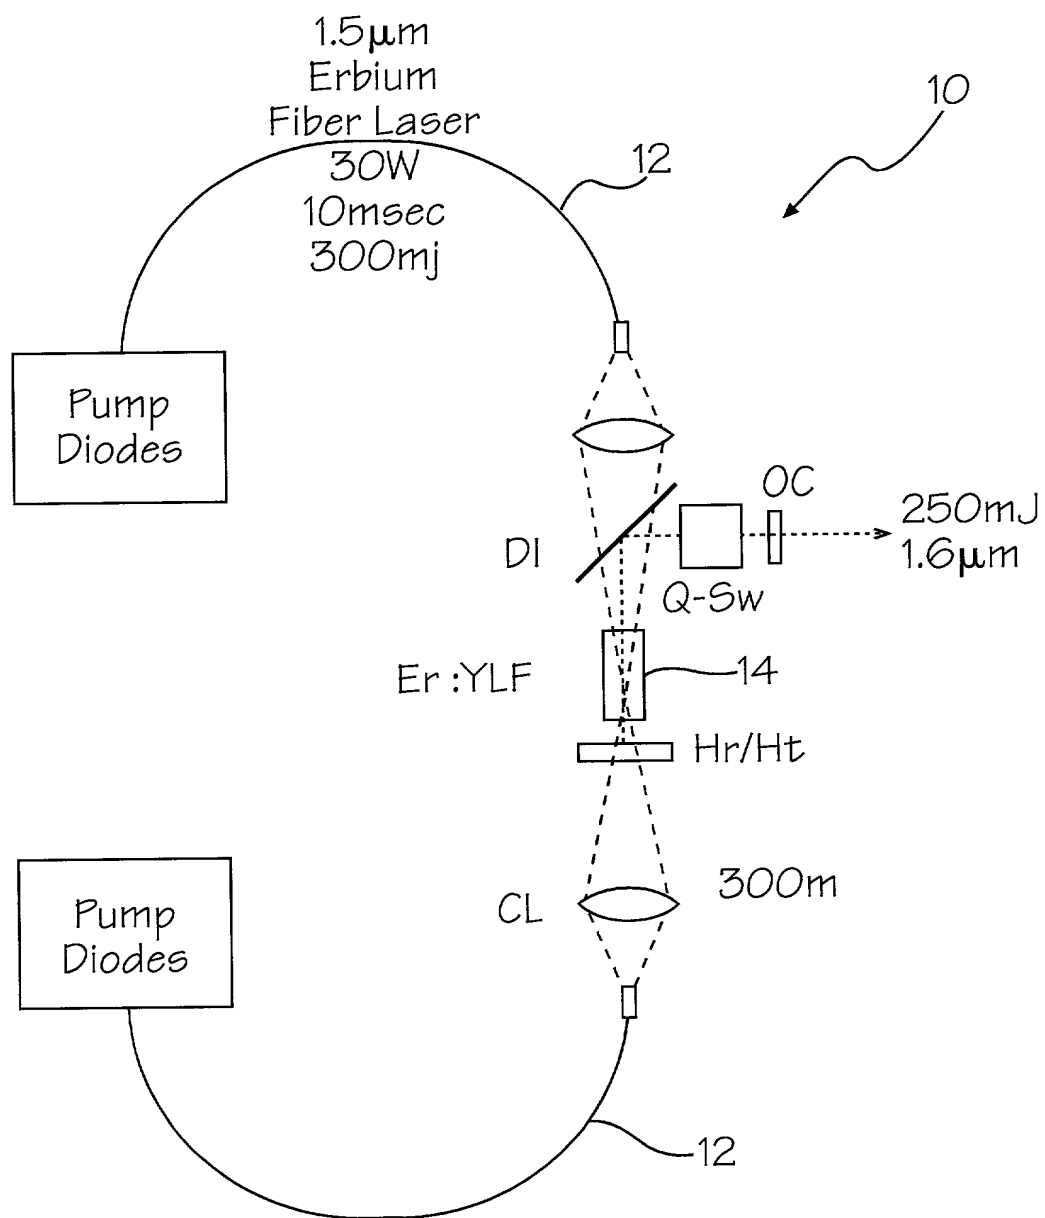 1.5μm
Erbium
Fiber Laser
30W
10msec
300mj
12
10
Pump
Diodes
OC
250mJ
1.6μm
DI
Q-Sw
Er :YLF
14
Hr/Ht
CL
300m
Pump
Diodes
12